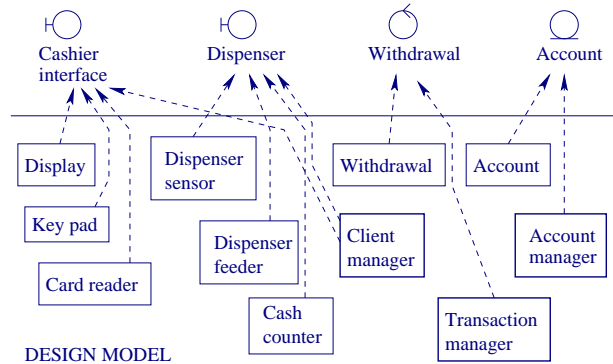 Cashier
interface
Dispenser
Withdrawal
Account
Display
Dispenser
sensor
Withdrawal
Account
Key pad
Dispenser
feeder
Client
manager
Account
manager
Card reader
Cash
counter
Transaction
manager
DESIGN MODEL